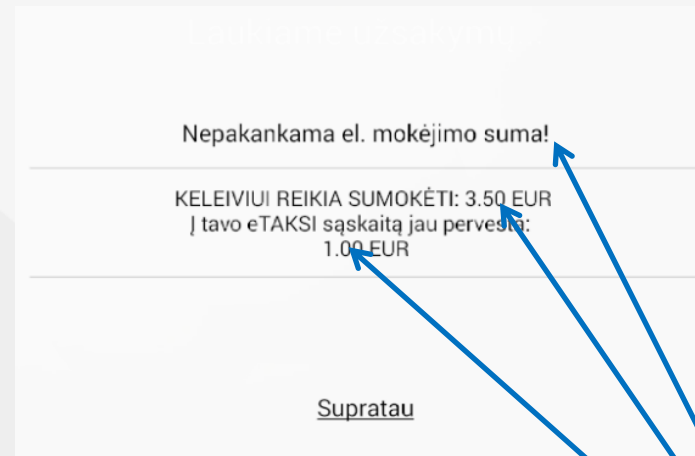 Nepakankama el. mokėjimo suma!
KELEIVIUI REIKIA SUMOKĖTI: 3.50 EUR
Į tavo eTAKSI sąskaitą jau pervesta:
1.00 EUR
Supratau